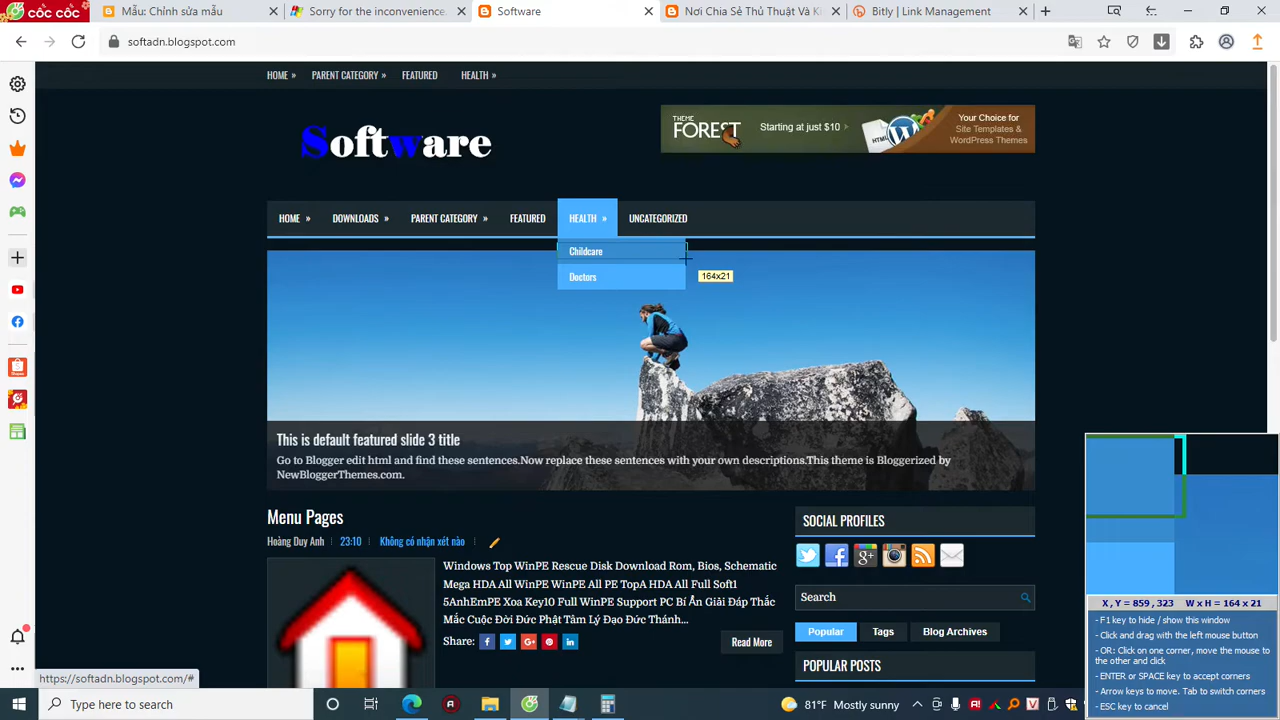 cốc cốc
Mẫu: Chỉnh sửa mẫu
Sorry for the inconvenience
Software
Nơi Chia Sẻ Thủ Thuật Và Ki
Bitly | Link Management
softadn.blogspot.com
HOME »
PARENT CATEGORY »
FEATURED
HEALTH »
Software
THEME FOREST
Starting at just $10
Your Choice for
Site Templates &
WordPress Themes
HOME »
DOWNLOADS »
PARENT CATEGORY »
FEATURED
HEALTH »
UNCATEGORIZED
Childcare
Doctors
164x21
This is default featured slide 3 title
Go to Blogger edit html and find these sentences.Now replace these sentences with your own descriptions.This theme is Bloggerized by
NewBloggerThemes.com.
Menu Pages
Hoàng Duy Anh
23:10
Không có nhận xét nào
Windows Top WinPE Rescue Disk Download Rom, Bios, Schematic
Mega HDA All WinPE WinPE All PE TopA HDA All Full Soft1
5AnhEmPE Xoa Key10 Full WinPE Support PC Bí Ẩn Giải Đáp Thắc
Mắc Cuộc Đời Đức Phật Tâm Lý Đạo Đức Thánh...
Share:
Read More
SOCIAL PROFILES
Search
Popular
Tags
Blog Archives
POPULAR POSTS
X , Y = 859 , 323 W x H = 164 x 21
- F1 key to hide / show this window
- Click and drag with the left mouse button
- OR: Click on one corner, move the mouse to
the other and click
- ENTER or SPACE key to accept corners
- Arrow keys to move. Tab to switch corners
- ESC key to cancel
https://softadn.blogspot.com/#
Type here to search
81°F Mostly sunny